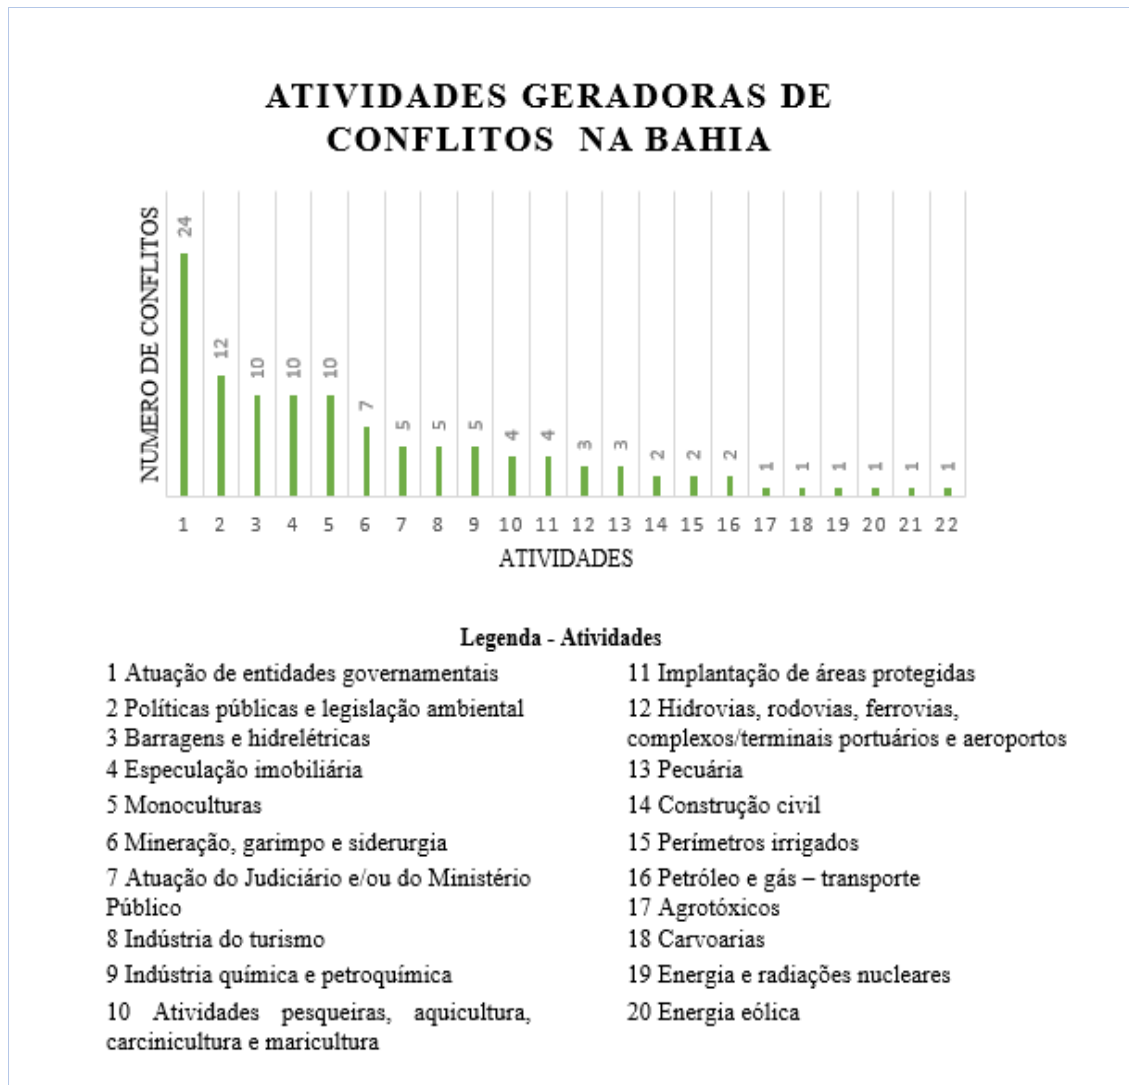 ATIVIDADES GERADORAS DE
CONFLITOS NA BAHIA
NUMERO DE CONFLITOS
24 12 10 10 10 7 5 5 5 4 4 3 3 2 2 2 1 1 1 1 1 1
1 2 3 4 5 6 7 8 9 10 11 12 13 14 15 16 17 18 19 20 21 22
ATIVIDADES
Legenda - Atividades
1 Atuação de entidades governamentais
2 Políticas públicas e legislação ambiental
3 Barragens e hidrelétricas
4 Especulação imobiliária
5 Monoculturas
6 Mineração, garimpo e siderurgia
7 Atuação do Judiciário e/ou do Ministério
Público
8 Indústria do turismo
9 Indústria química e petroquímica
10 Atividades pesqueiras, aquicultura,
carcinicultura e maricultura
11 Implantação de áreas protegidas
12 Hidrovias, rodovias, ferrovias,
complexos/terminais portuários e aeroportos
13 Pecuária
14 Construção civil
15 Perímetros irrigados
16 Petróleo e gás – transporte
17 Agrotóxicos
18 Carvoarias
19 Energia e radiações nucleares
20 Energia eólica